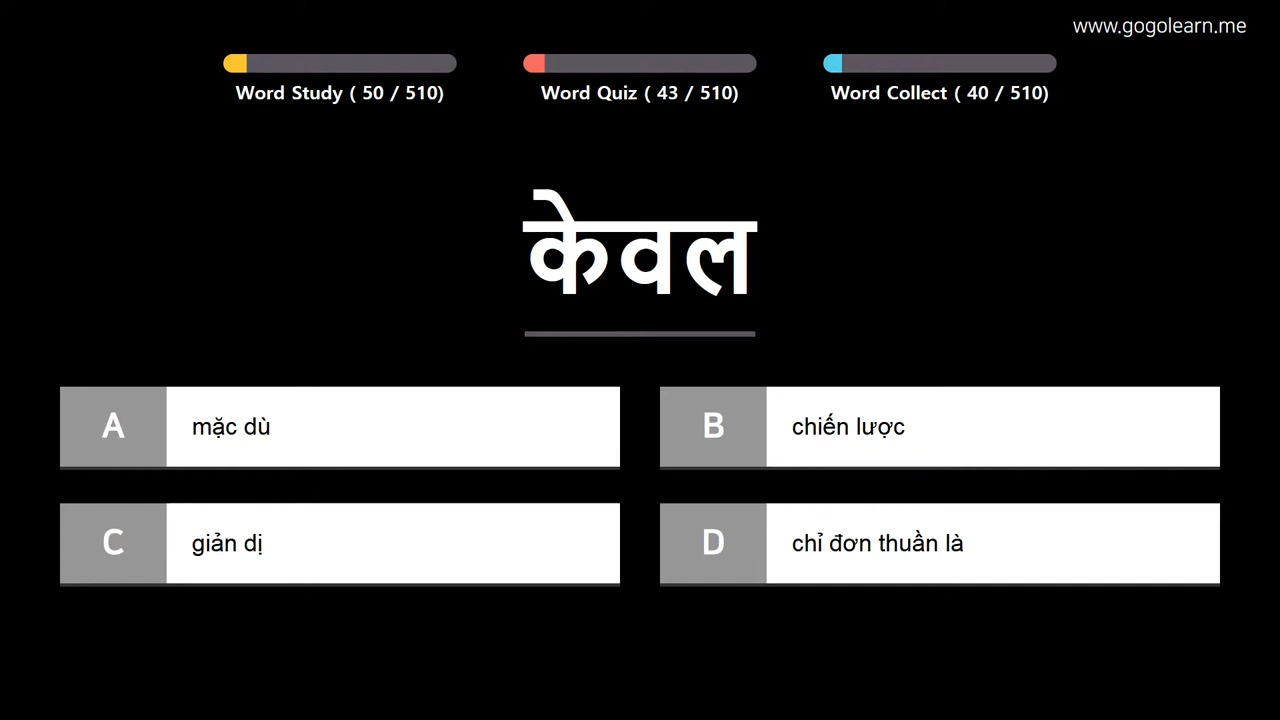 www.gogolearn.me
Word Study ( 50 / 510)
Word Quiz ( 43 / 510)
Word Collect ( 40 / 510)
केवल
A mặc dù
B chiến lược
C giản dị
D chỉ đơn thuần là